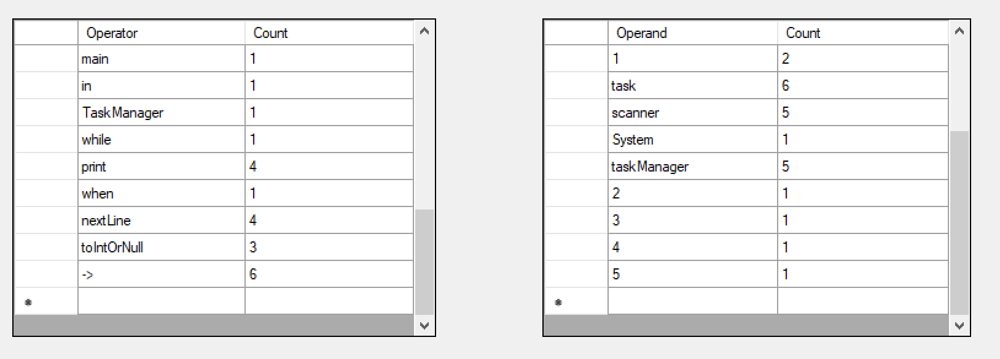 Operator Count
main 1
in 1
TaskManager 1
while 1
print 4
when 1
nextLine 4
toIntOrNull 3
-> 6
Operand Count
1 2
task 6
scanner 5
System 1
taskManager 5
2 1
3 1
4 1
5 1